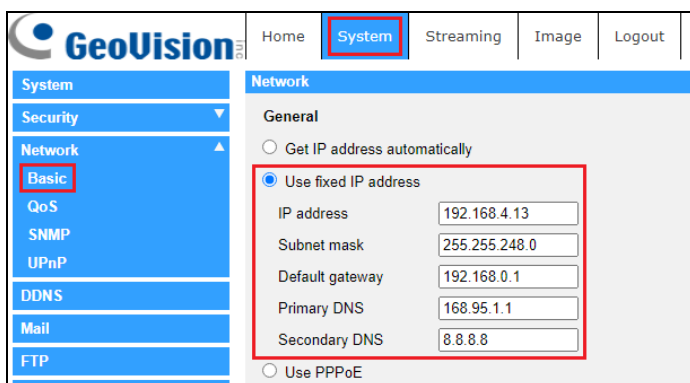 GeoVision inc
Home System Streaming Image Logout
System
Security
Network
Basic
QoS
SNMP
UPnP
DDNS
Mail
FTP
Network
General
Get IP address automatically
Use fixed IP address
IP address 192.168.4.13
Subnet mask 255.255.248.0
Default gateway 192.168.0.1
Primary DNS 168.95.1.1
Secondary DNS 8.8.8.8
Use PPPoE